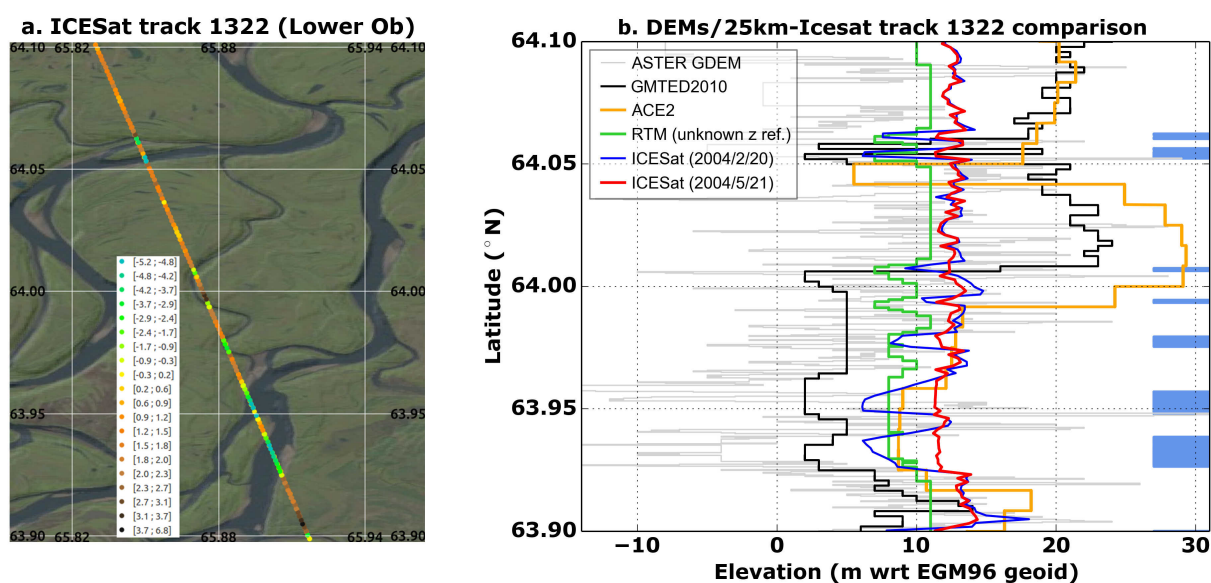 a. ICESat track 1322 (Lower Ob)
64.10 65.82 65.88 65.94 64.10
64.05 64.05
64.00 64.00
63.95 63.95
63.90 65.82 65.88 65.94 63.90
[-5.2 ; -4.8]
[-4.8 ; -4.2]
[-4.2 ; -3.7]
[-3.7 ; -2.9]
[-2.9 ; -2.4]
[-2.4 ; -1.7]
[-1.7 ; -0.9]
[-0.9 ; -0.3]
[-0.3 ; 0.2]
[0.2 ; 0.6]
[0.6 ; 0.9]
[0.9 ; 1.2]
[1.2 ; 1.5]
[1.5 ; 1.8]
[1.8 ; 2.0]
[2.0 ; 2.3]
[2.3 ; 2.7]
[2.7 ; 3.1]
[3.1 ; 3.7]
[3.7 ; 6.8]
b. DEMs/25km-Icesat track 1322 comparison
Latitude (°N)
64.10
64.05
64.00
63.95
63.90
ASTER GDEM
GMTED2010
ACE2
RTM (unknown z ref.)
ICESat (2004/2/20)
ICESat (2004/5/21)
−10 0 10 20 30
Elevation (m wrt EGM96 geoid)